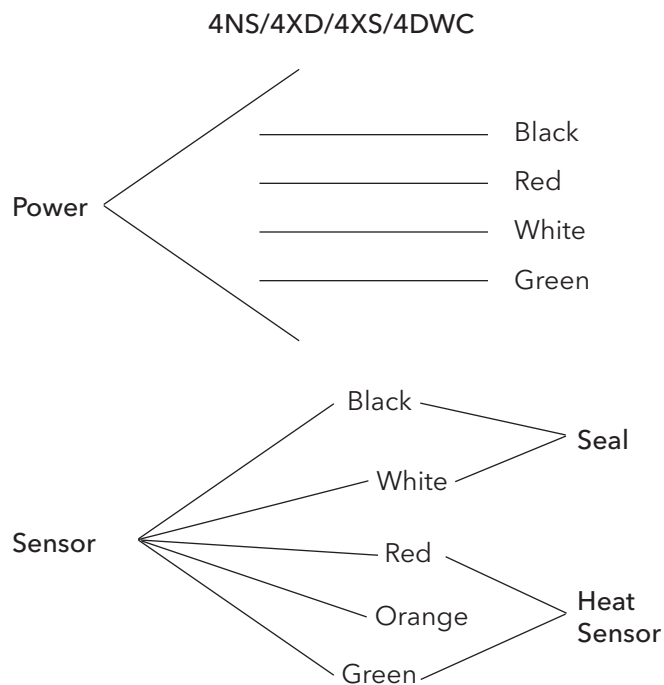 4NS/4XD/4XS/4DWC
Black
Red
Power
White
Green
Black
Seal
White
Sensor
Red
Orange
Heat
Sensor
Green